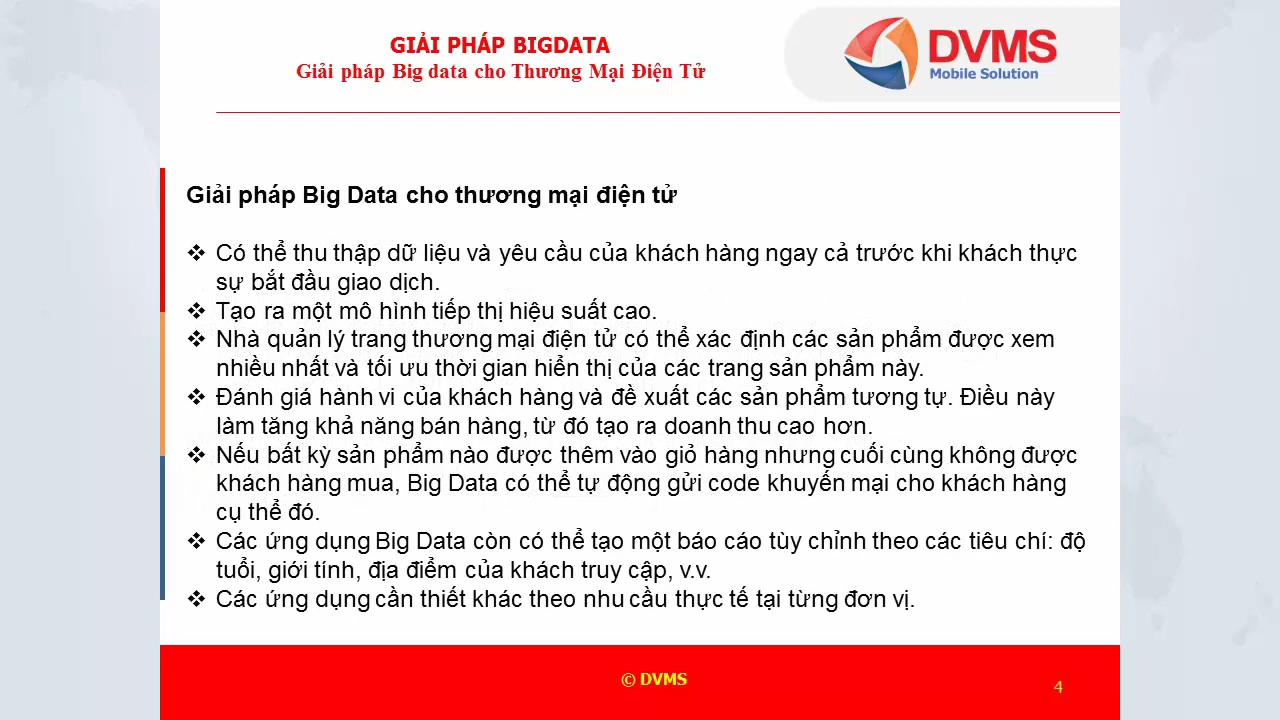 GIẢI PHÁP BIGDATA
Giải pháp Big data cho Thương Mại Điện Tử
DVMS
Mobile Solution
Giải pháp Big Data cho thương mại điện tử
❖ Có thể thu thập dữ liệu và yêu cầu của khách hàng ngay cả trước khi khách thực
sự bắt đầu giao dịch.
❖ Tạo ra một mô hình tiếp thị hiệu suất cao.
❖ Nhà quản lý trang thương mại điện tử có thể xác định các sản phẩm được xem
nhiều nhất và tối ưu thời gian hiển thị của các trang sản phẩm này.
❖ Đánh giá hành vi của khách hàng và đề xuất các sản phẩm tương tự. Điều này
làm tăng khả năng bán hàng, từ đó tạo ra doanh thu cao hơn.
❖ Nếu bất kỳ sản phẩm nào được thêm vào giỏ hàng nhưng cuối cùng không được
khách hàng mua, Big Data có thể tự động gửi code khuyến mại cho khách hàng
cụ thể đó.
❖ Các ứng dụng Big Data còn có thể tạo một báo cáo tùy chỉnh theo các tiêu chí: độ
tuổi, giới tính, địa điểm của khách truy cập, v.v.
❖ Các ứng dụng cần thiết khác theo nhu cầu thực tế tại từng đơn vị.
© DVMS
4